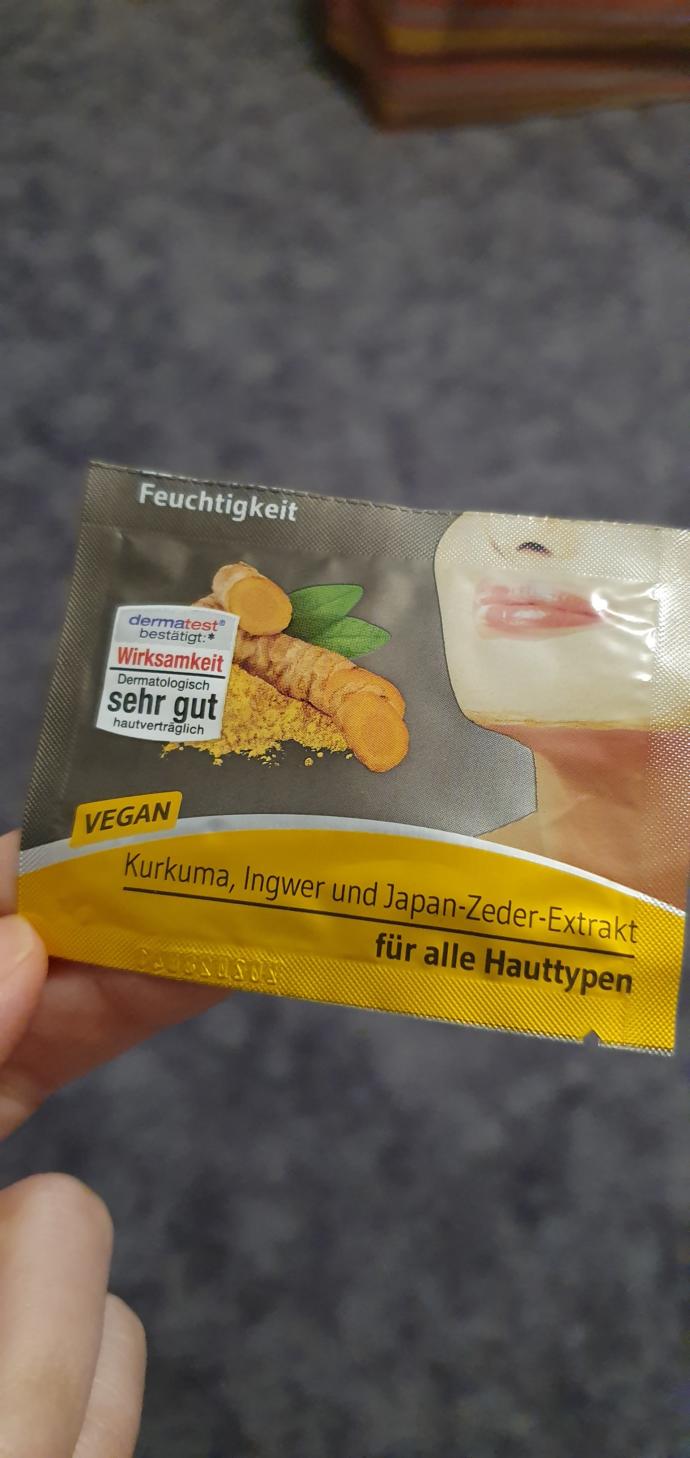 Feuchtigkeit
dermatest®
bestätigt:*
Wirksamkeit
Dermatologisch
sehr gut
hautverträglich
VEGAN
Kurkuma, Ingwer und Japan-Zeder-Extrakt
für alle Hauttypen